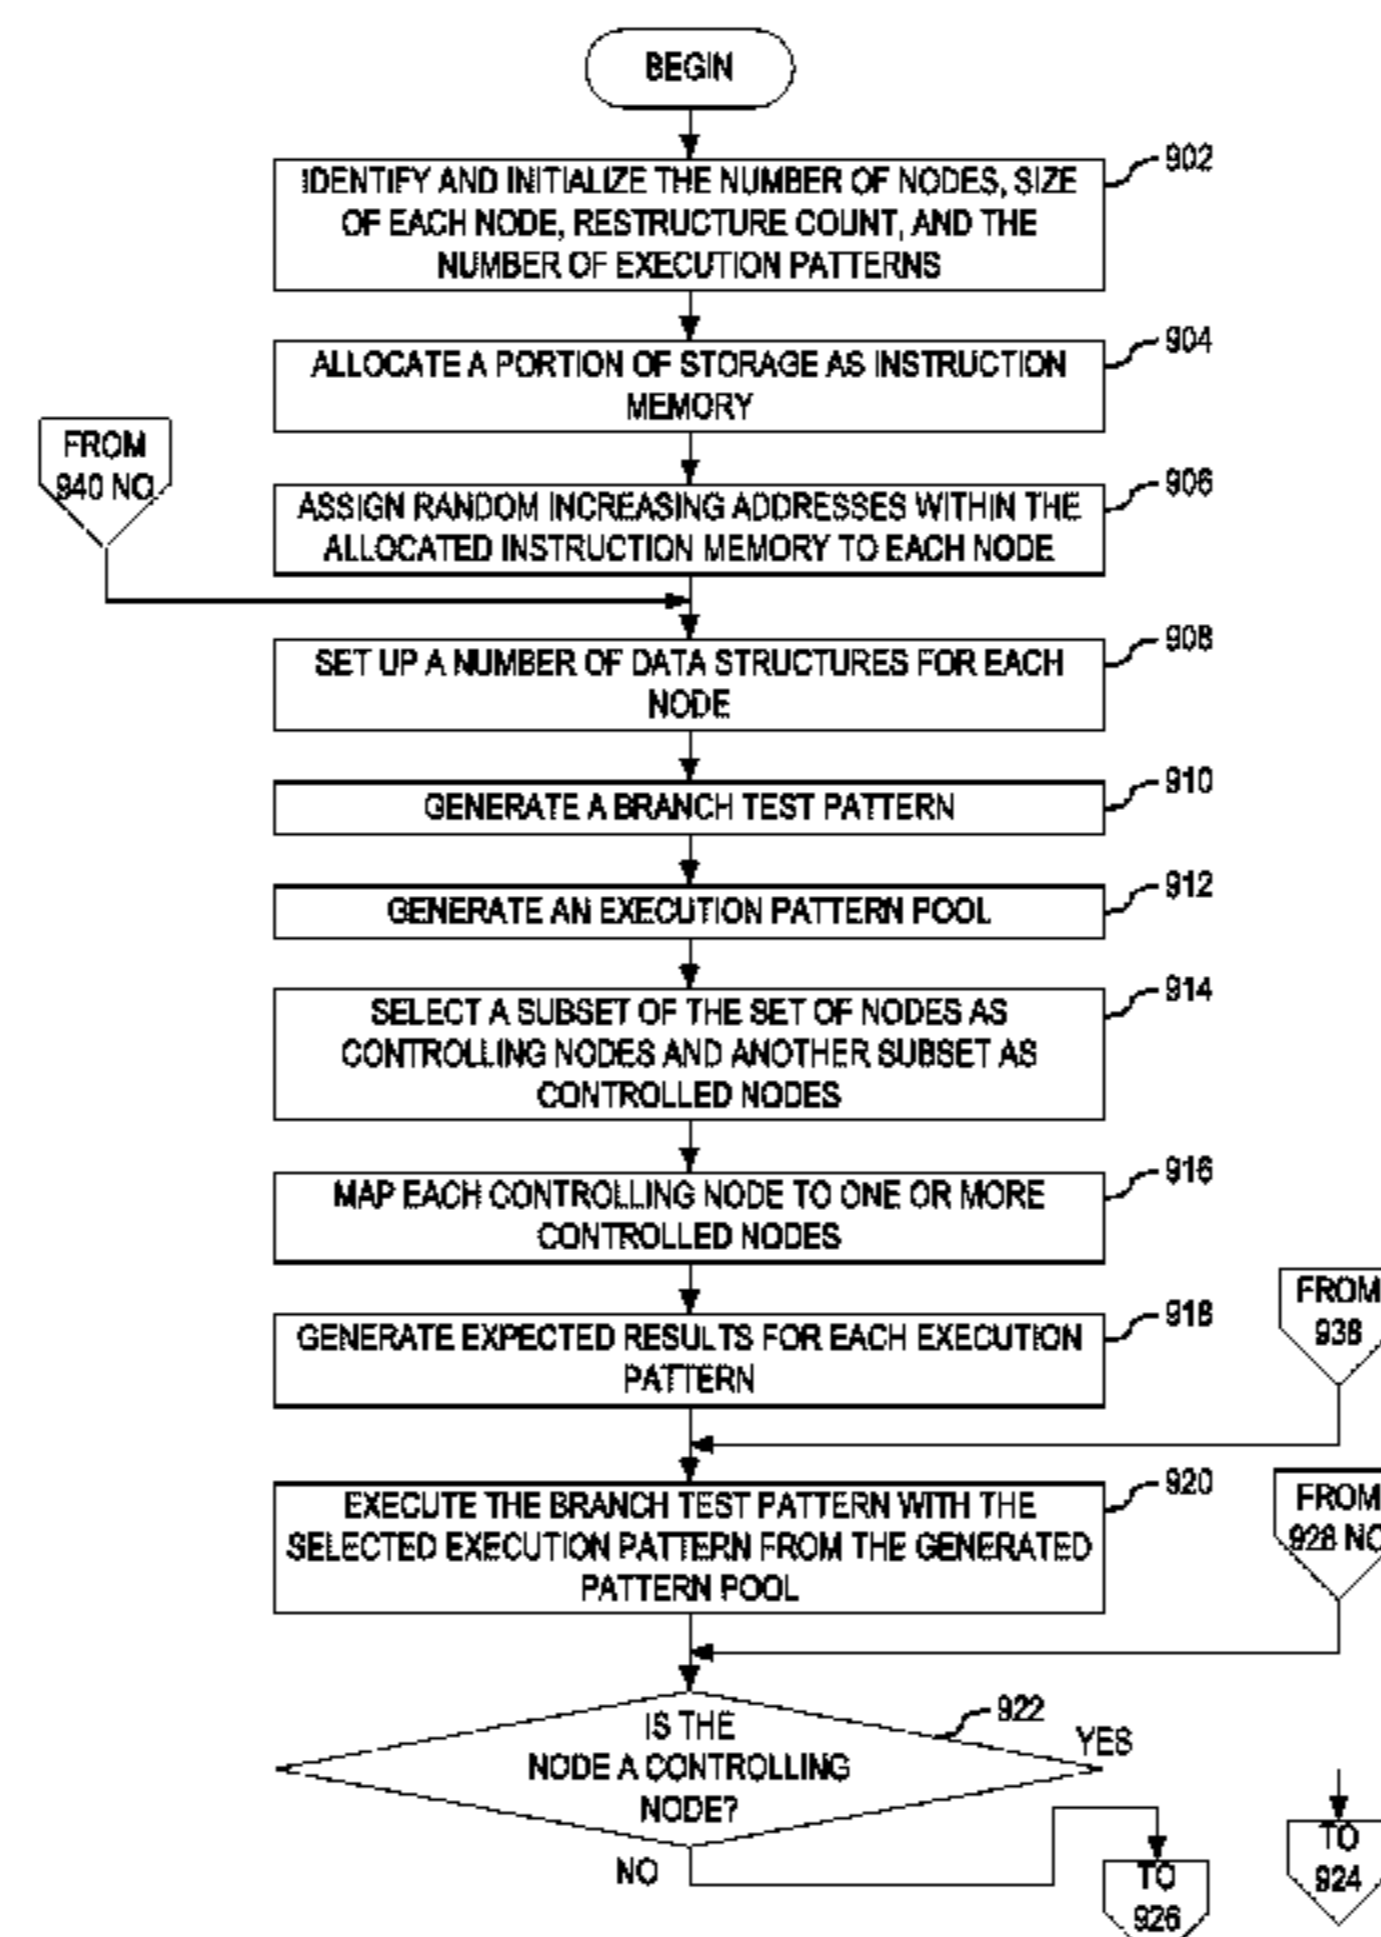 BEGIN
902
IDENTIFY AND INITIALIZE THE NUMBER OF NODES, SIZE
OF EACH NODE, RESTRUCTURE COUNT, AND THE
NUMBER OF EXECUTION PATTERNS
904
ALLOCATE A PORTION OF STORAGE AS INSTRUCTION
MEMORY
FROM
940 NO
906
ASSIGN RANDOM INCREASING ADDRESSES WITHIN THE
ALLOCATED INSTRUCTION MEMORY TO EACH NODE
908
SET UP A NUMBER OF DATA STRUCTURES FOR EACH
NODE
910
GENERATE A BRANCH TEST PATTERN
912
GENERATE AN EXECUTION PATTERN POOL
914
SELECT A SUBSET OF THE SET OF NODES AS
CONTROLLING NODES AND ANOTHER SUBSET AS
CONTROLLED NODES
916
MAP EACH CONTROLLING NODE TO ONE OR MORE
CONTROLLED NODES
918
GENERATE EXPECTED RESULTS FOR EACH EXECUTION
PATTERN
FROM
938
920
EXECUTE THE BRANCH TEST PATTERN WITH THE
SELECTED EXECUTION PATTERN FROM THE GENERATED
PATTERN POOL
FROM
928 NO
922
IS THE
NODE A CONTROLLING
NODE?
YES
NO
TO
926
TO
924